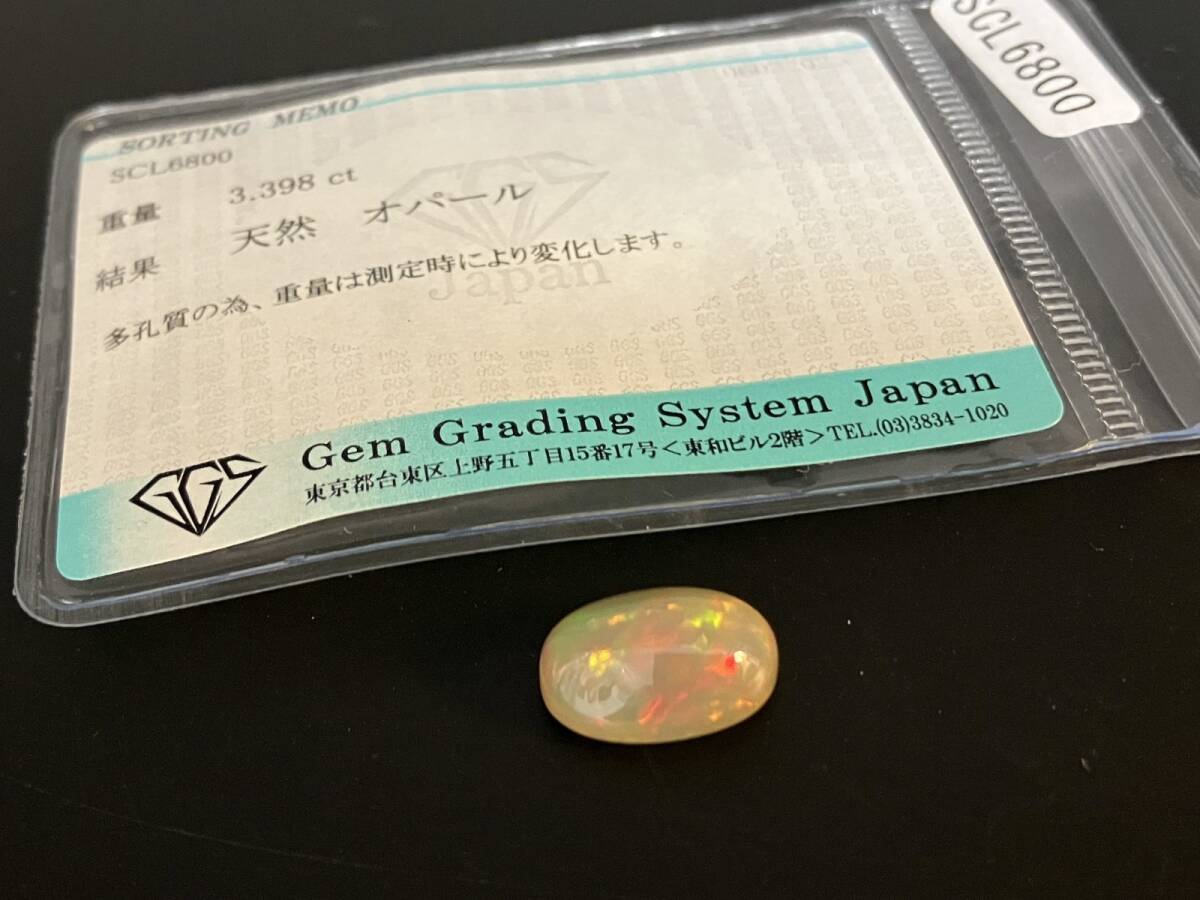 SCL6800
SORTING MEMO
SCL6800
重量 3.398 ct
結果 天然 オパール
多孔質の為、重量は測定時により変化します。
Japan
GGS
Gem Grading System Japan
東京都台東区上野五丁目15番17号<東和ビル2階>TEL.(03)3834-1020